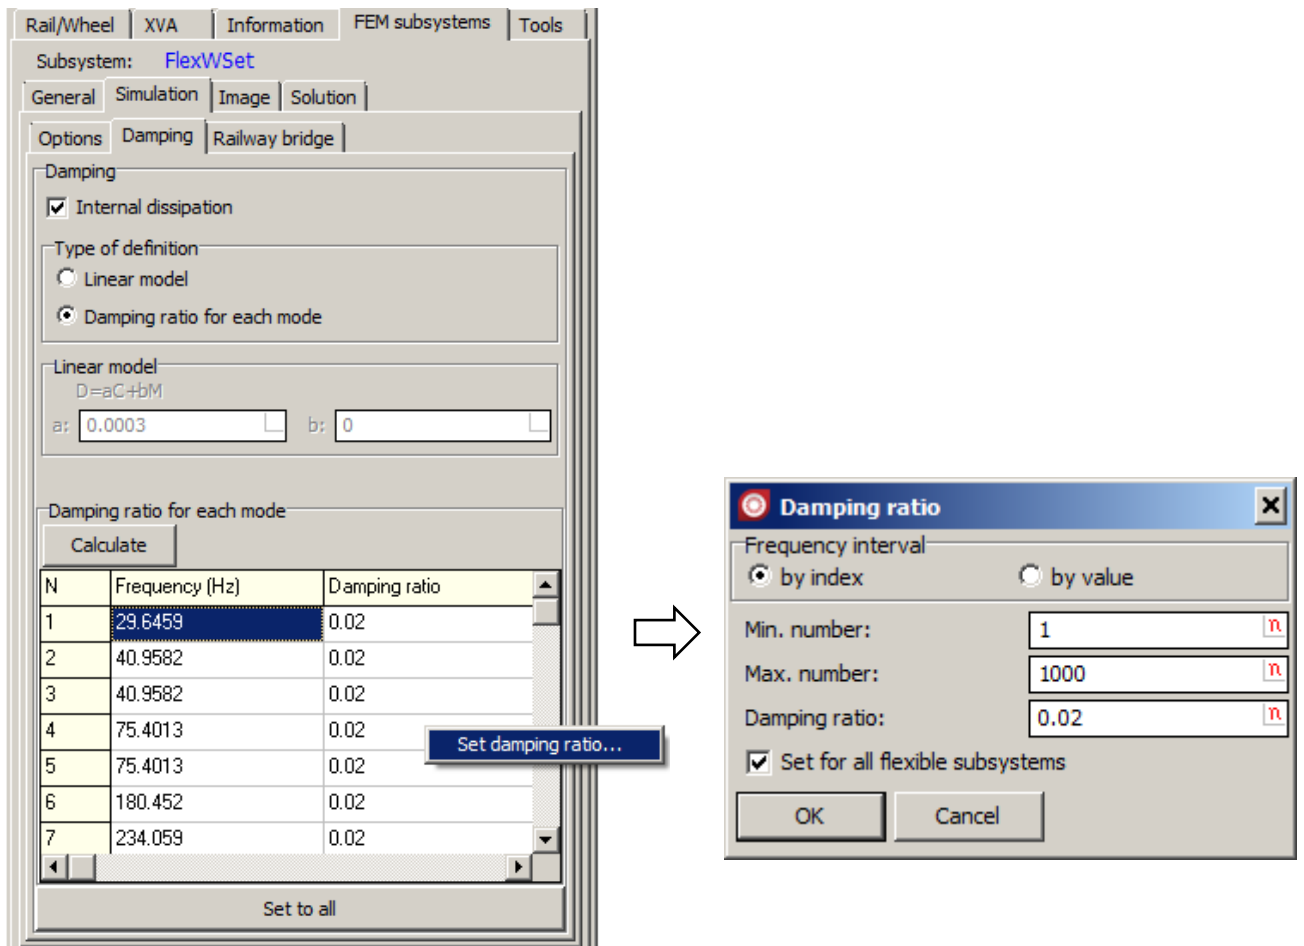 Rail/Wheel XVA Information FEM subsystems Tools
Subsystem: FlexWSet
General Simulation Image Solution
Options Damping Railway bridge
Damping
Internal dissipation
Type of definition
Linear model
Damping ratio for each mode
Linear model
D=aC+bM
a: 0.0003 b: 0
Damping ratio for each mode
Calculate
N Frequency (Hz) Damping ratio
1 29.6459 0.02
2 40.9582 0.02
3 40.9582 0.02
4 75.4013 0.02
5 75.4013 0.02
6 180.452 0.02
7 234.059 0.02
Set to all
Set damping ratio...
Damping ratio
Frequency interval
by index by value
Min. number: 1 n
Max. number: 1000 n
Damping ratio: 0.02 n
Set for all flexible subsystems
OK Cancel